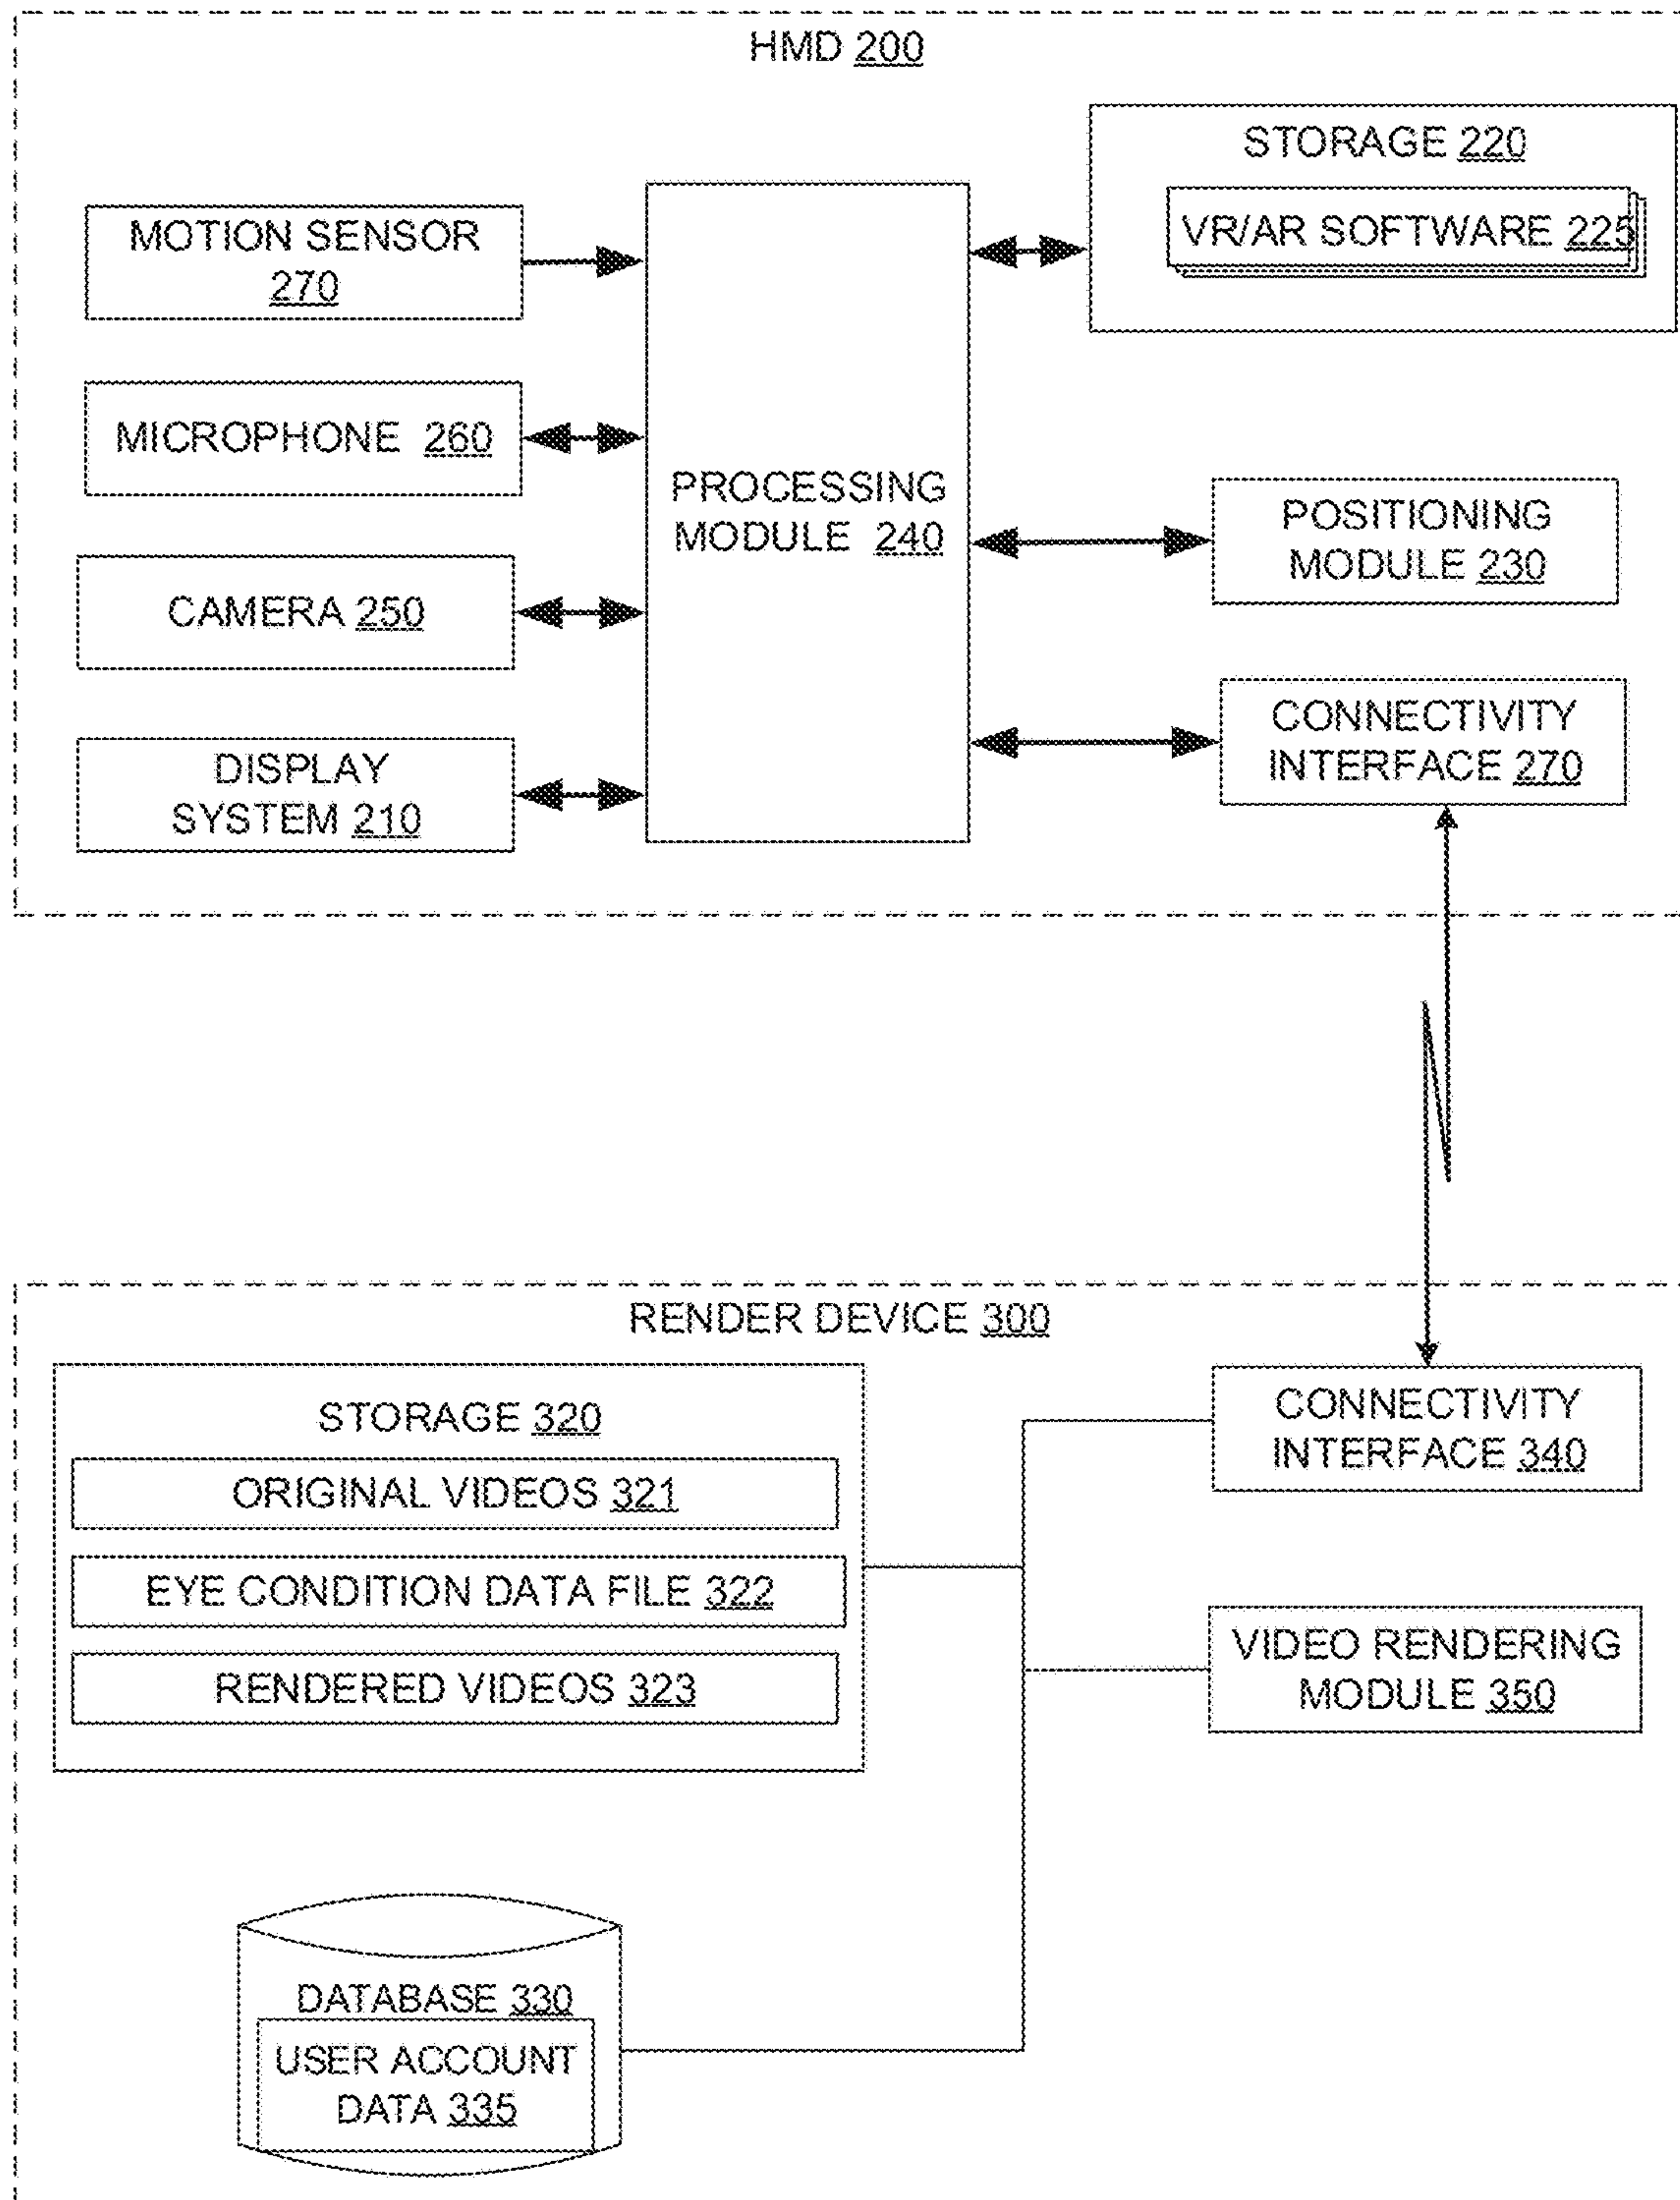 HMD 200
STORAGE 220
VR/AR SOFTWARE 225
MOTION SENSOR
270
MICROPHONE 260
PROCESSING
MODULE 240
POSITIONING
MODULE 230
CAMERA 250
CONNECTIVITY
INTERFACE 270
DISPLAY
SYSTEM 210
RENDER DEVICE 300
STORAGE 320
ORIGINAL VIDEOS 321
EYE CONDITION DATA FILE 322
RENDERED VIDEOS 323
CONNECTIVITY
INTERFACE 340
VIDEO RENDERING
MODULE 350
DATABASE 330
USER ACCOUNT
DATA 335